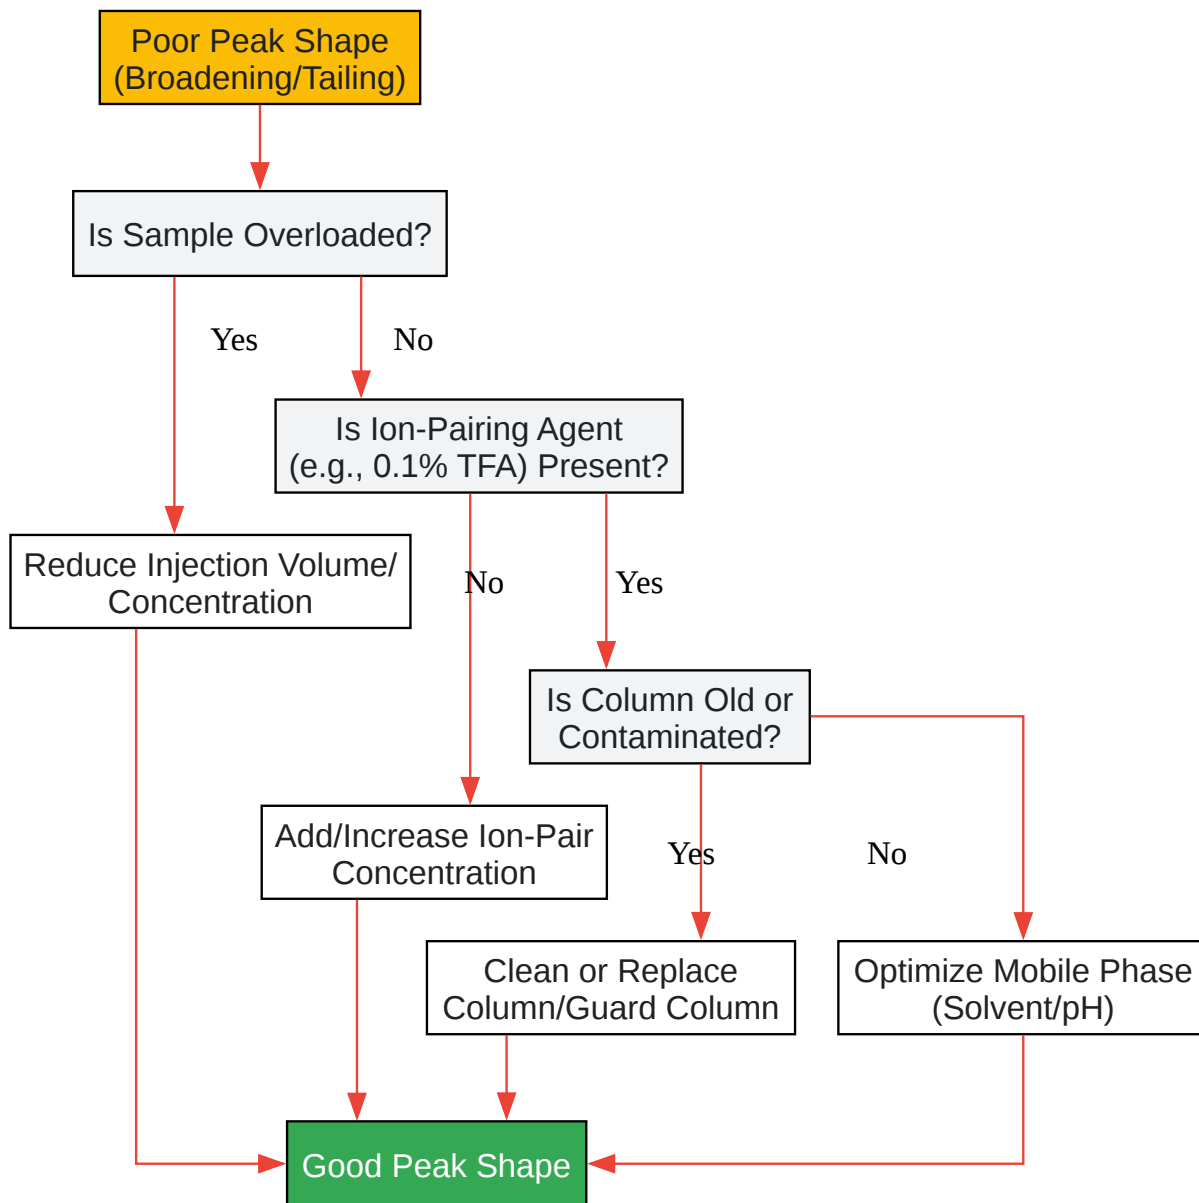 Poor Peak Shape
(Broadening/Tailing)
Is Sample Overloaded?
Yes
No
Is Ion-Pairing Agent
(e.g., 0.1% TFA) Present?
Reduce Injection Volume/
Concentration
No
Yes
Is Column Old or
Contaminated?
Add/Increase Ion-Pair
Concentration
Yes
No
Clean or Replace
Column/Guard Column
Optimize Mobile Phase
(Solvent/pH)
Good Peak Shape